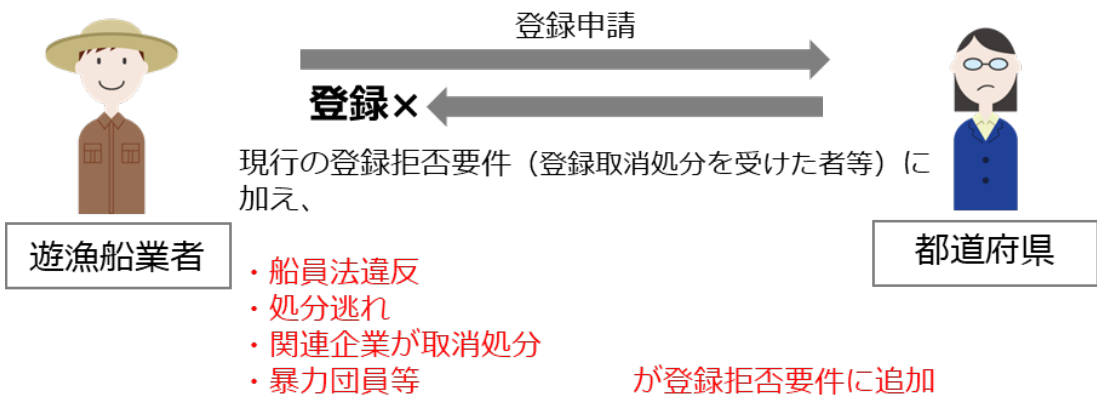 登録申請
登録×
現行の登録拒否要件（登録取消処分を受けた者等）に
加え、
遊漁船業者
都道府県
・船員法違反
・処分逃れ
・関連企業が取消処分
・暴力団員等 が登録拒否要件に追加